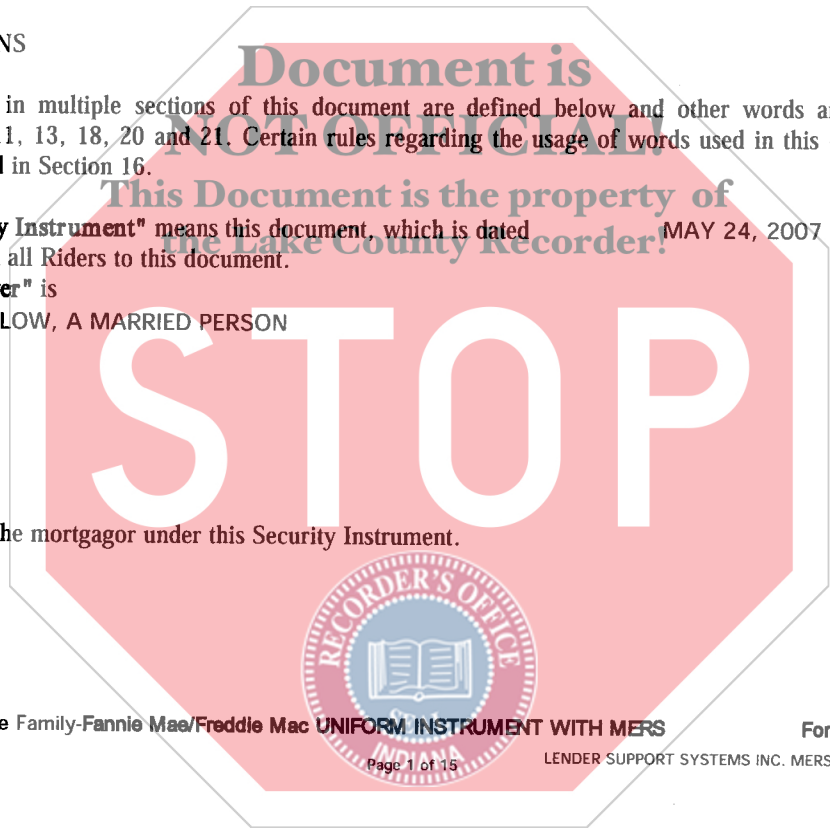 NS
Document is
in multiple sections of this document are defined below and other words
11, 13, 18, 20 and 21. Certain rules regarding the usage of words used in this
NOT OFFICIAL!
in Section 16.
This Document is the property of
y Instrument" means this document, which is dated MAY 24, 2007
the Lake County Recorder!
all Riders to this document.
er" is
LOW, A MARRIED PERSON
STOP
he mortgagor under this Security Instrument.
RECORDER'S OFFICE
SEAL
INDIANA
e Family-Fannie Mae/Freddie Mac UNIFORM INSTRUMENT WITH MERS For
Page 1 of 15
LENDER SUPPORT SYSTEMS INC. MERS